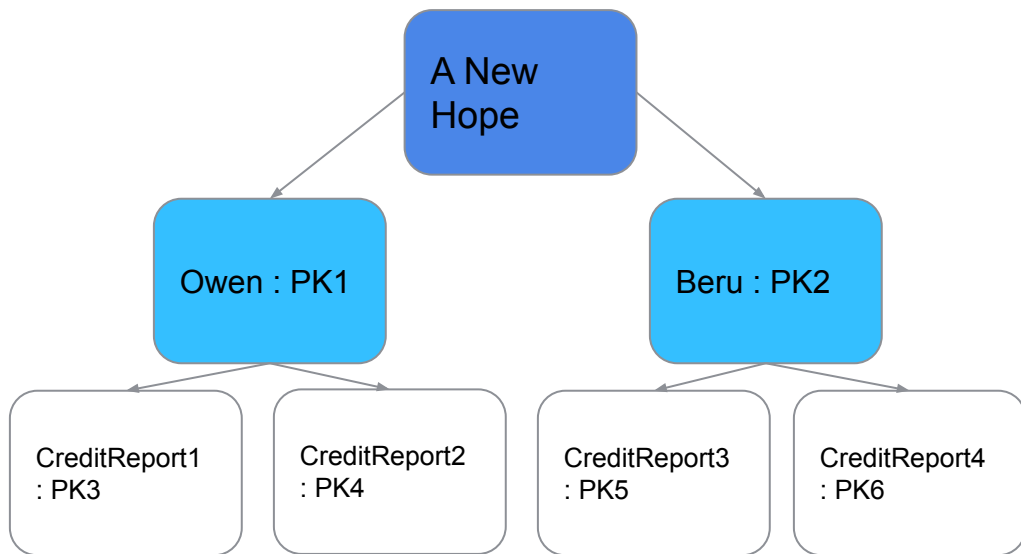 A New
Hope
Owen : PK1
Beru : PK2
CreditReport1
: PK3
CreditReport2
: PK4
CreditReport3
: PK5
CreditReport4
: PK6